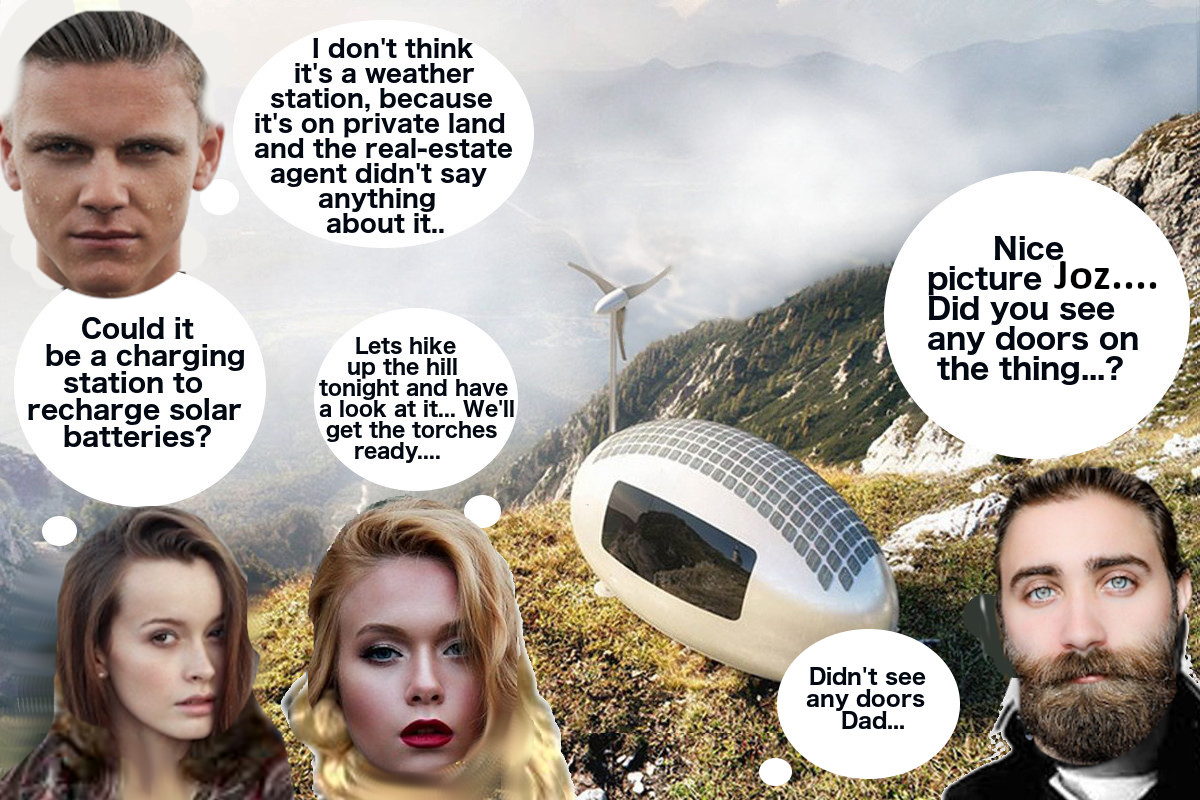 I don't think
it's a weather
station, because
it's on private land
and the real-estate
agent didn't say
anything
about it..
Could it
be a charging
station to
recharge solar
batteries?
Lets hike
up the hill
tonight and have
a look at it... We'll
get the torches
ready....
Nice
picture Joz....
Did you see
any doors on
the thing...?
Didn't see
any doors
Dad...